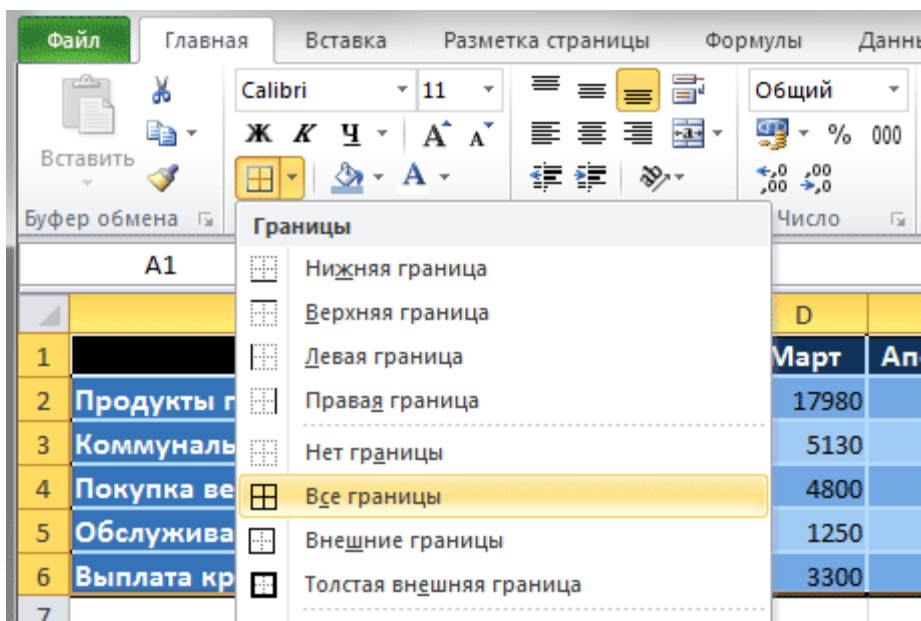 Файл Главная Вставка Разметка страницы Формулы Данны
Calibri 11 Общий
Ж К Ч А А % 000
Вставить
А
Буфер обмена Число
A1
Границы
Нижняя граница
Верхняя граница
Левая граница
Правая граница
Нет границы
Все границы
Внешние границы
Толстая внешняя граница
D
1 Март Апр
2 Продукты п 17980
3 Коммуналь 5130
4 Покупка ве 4800
5 Обслужива 1250
6 Выплата кр 3300
7